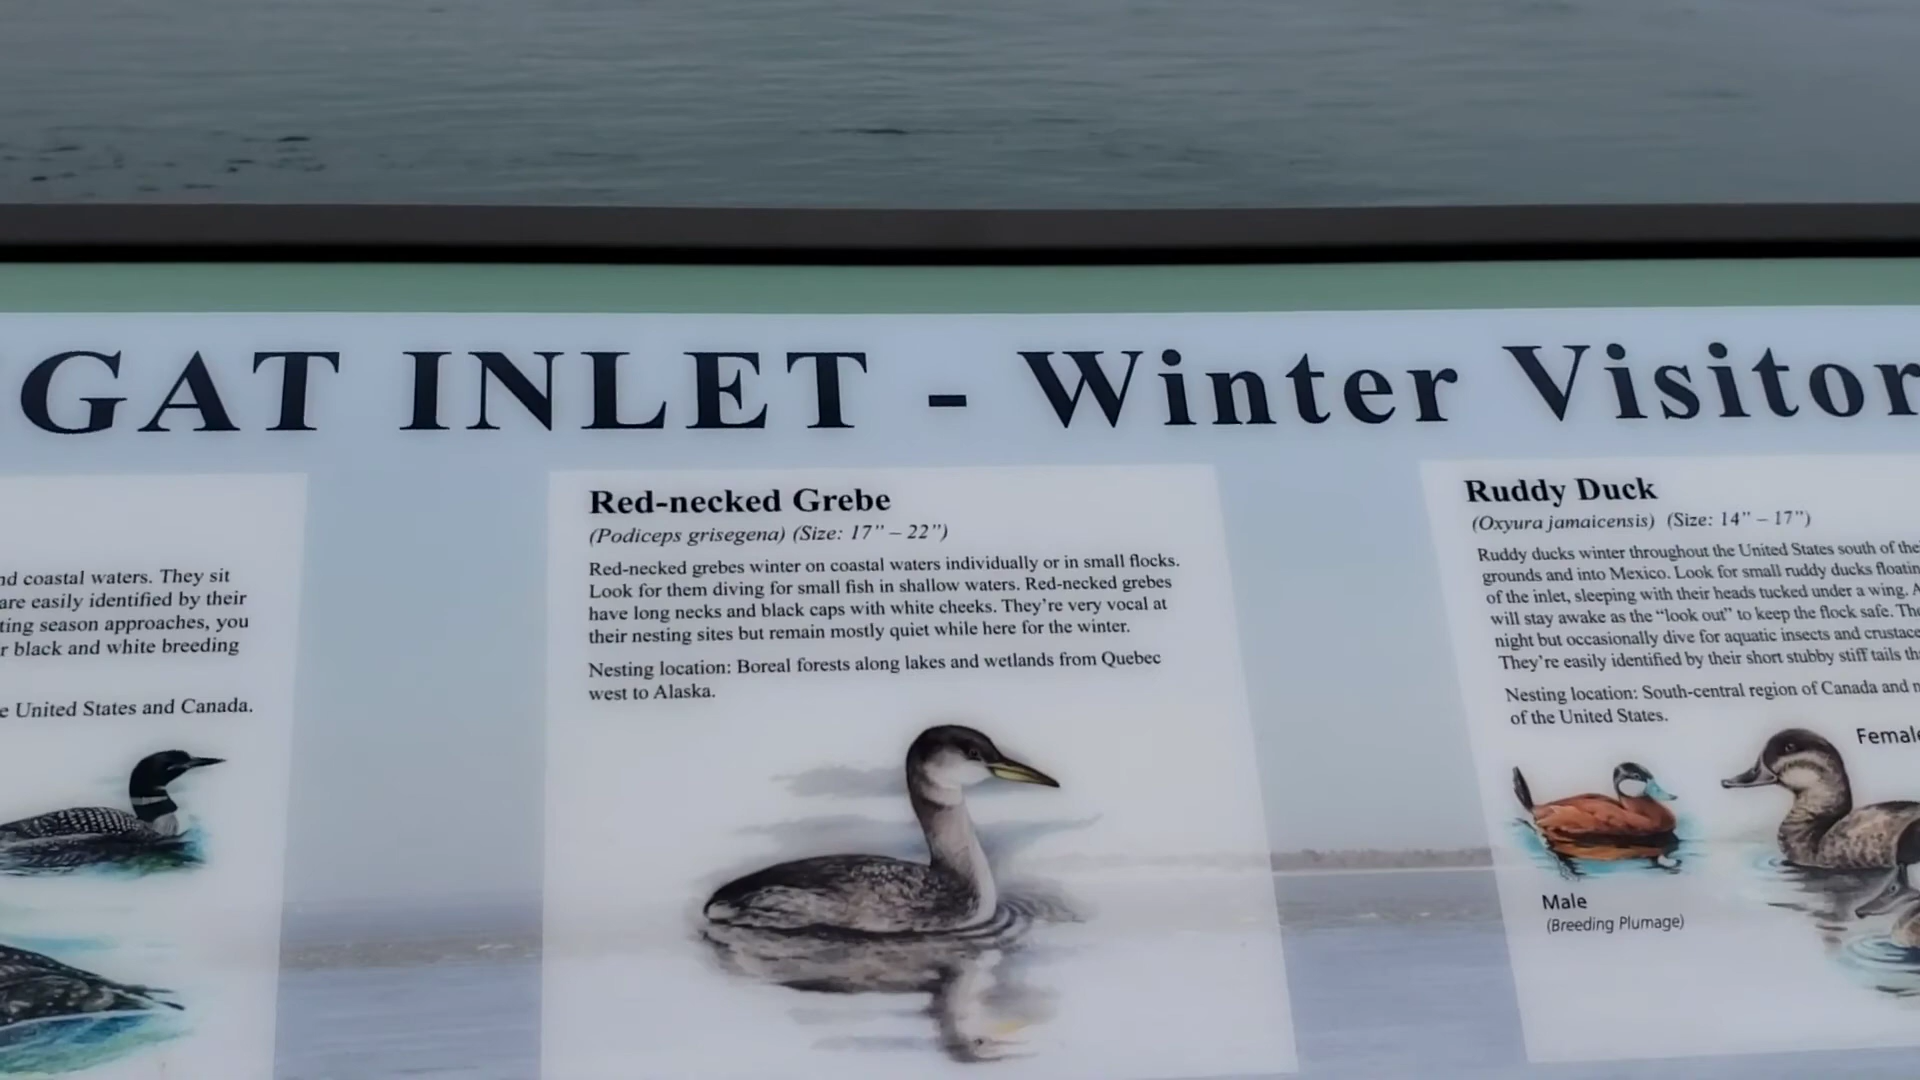 GAT INLET - Winter Visitor
coastal waters. They sit
are easily identified by their
season approaches, you
black and white breeding
United States and Canada.
Red-necked Grebe
(Podiceps grisegena) (Size: 17” – 22”)
Red-necked grebes winter on coastal waters individually or in small flocks.
Look for them diving for small fish in shallow waters. Red-necked grebes
have long necks and black caps with white cheeks. They’re very vocal at
their nesting sites but remain mostly quiet while here for the winter.
Nesting location: Boreal forests along lakes and wetlands from Quebec
west to Alaska.
Ruddy Duck
(Oxyura jamaicensis) (Size: 14” – 17”)
Ruddy ducks winter throughout the United States south of
grounds and into Mexico. Look for small ruddy ducks
of the inlet, sleeping with their heads tucked under a wing.
will stay awake as the “look out” to keep the flock safe.
night but occasionally dive for aquatic insects and
They’re easily identified by their short stubby stiff tails
Nesting location: South-central region of Canada and
of the United States.
Female
Male
(Breeding Plumage)